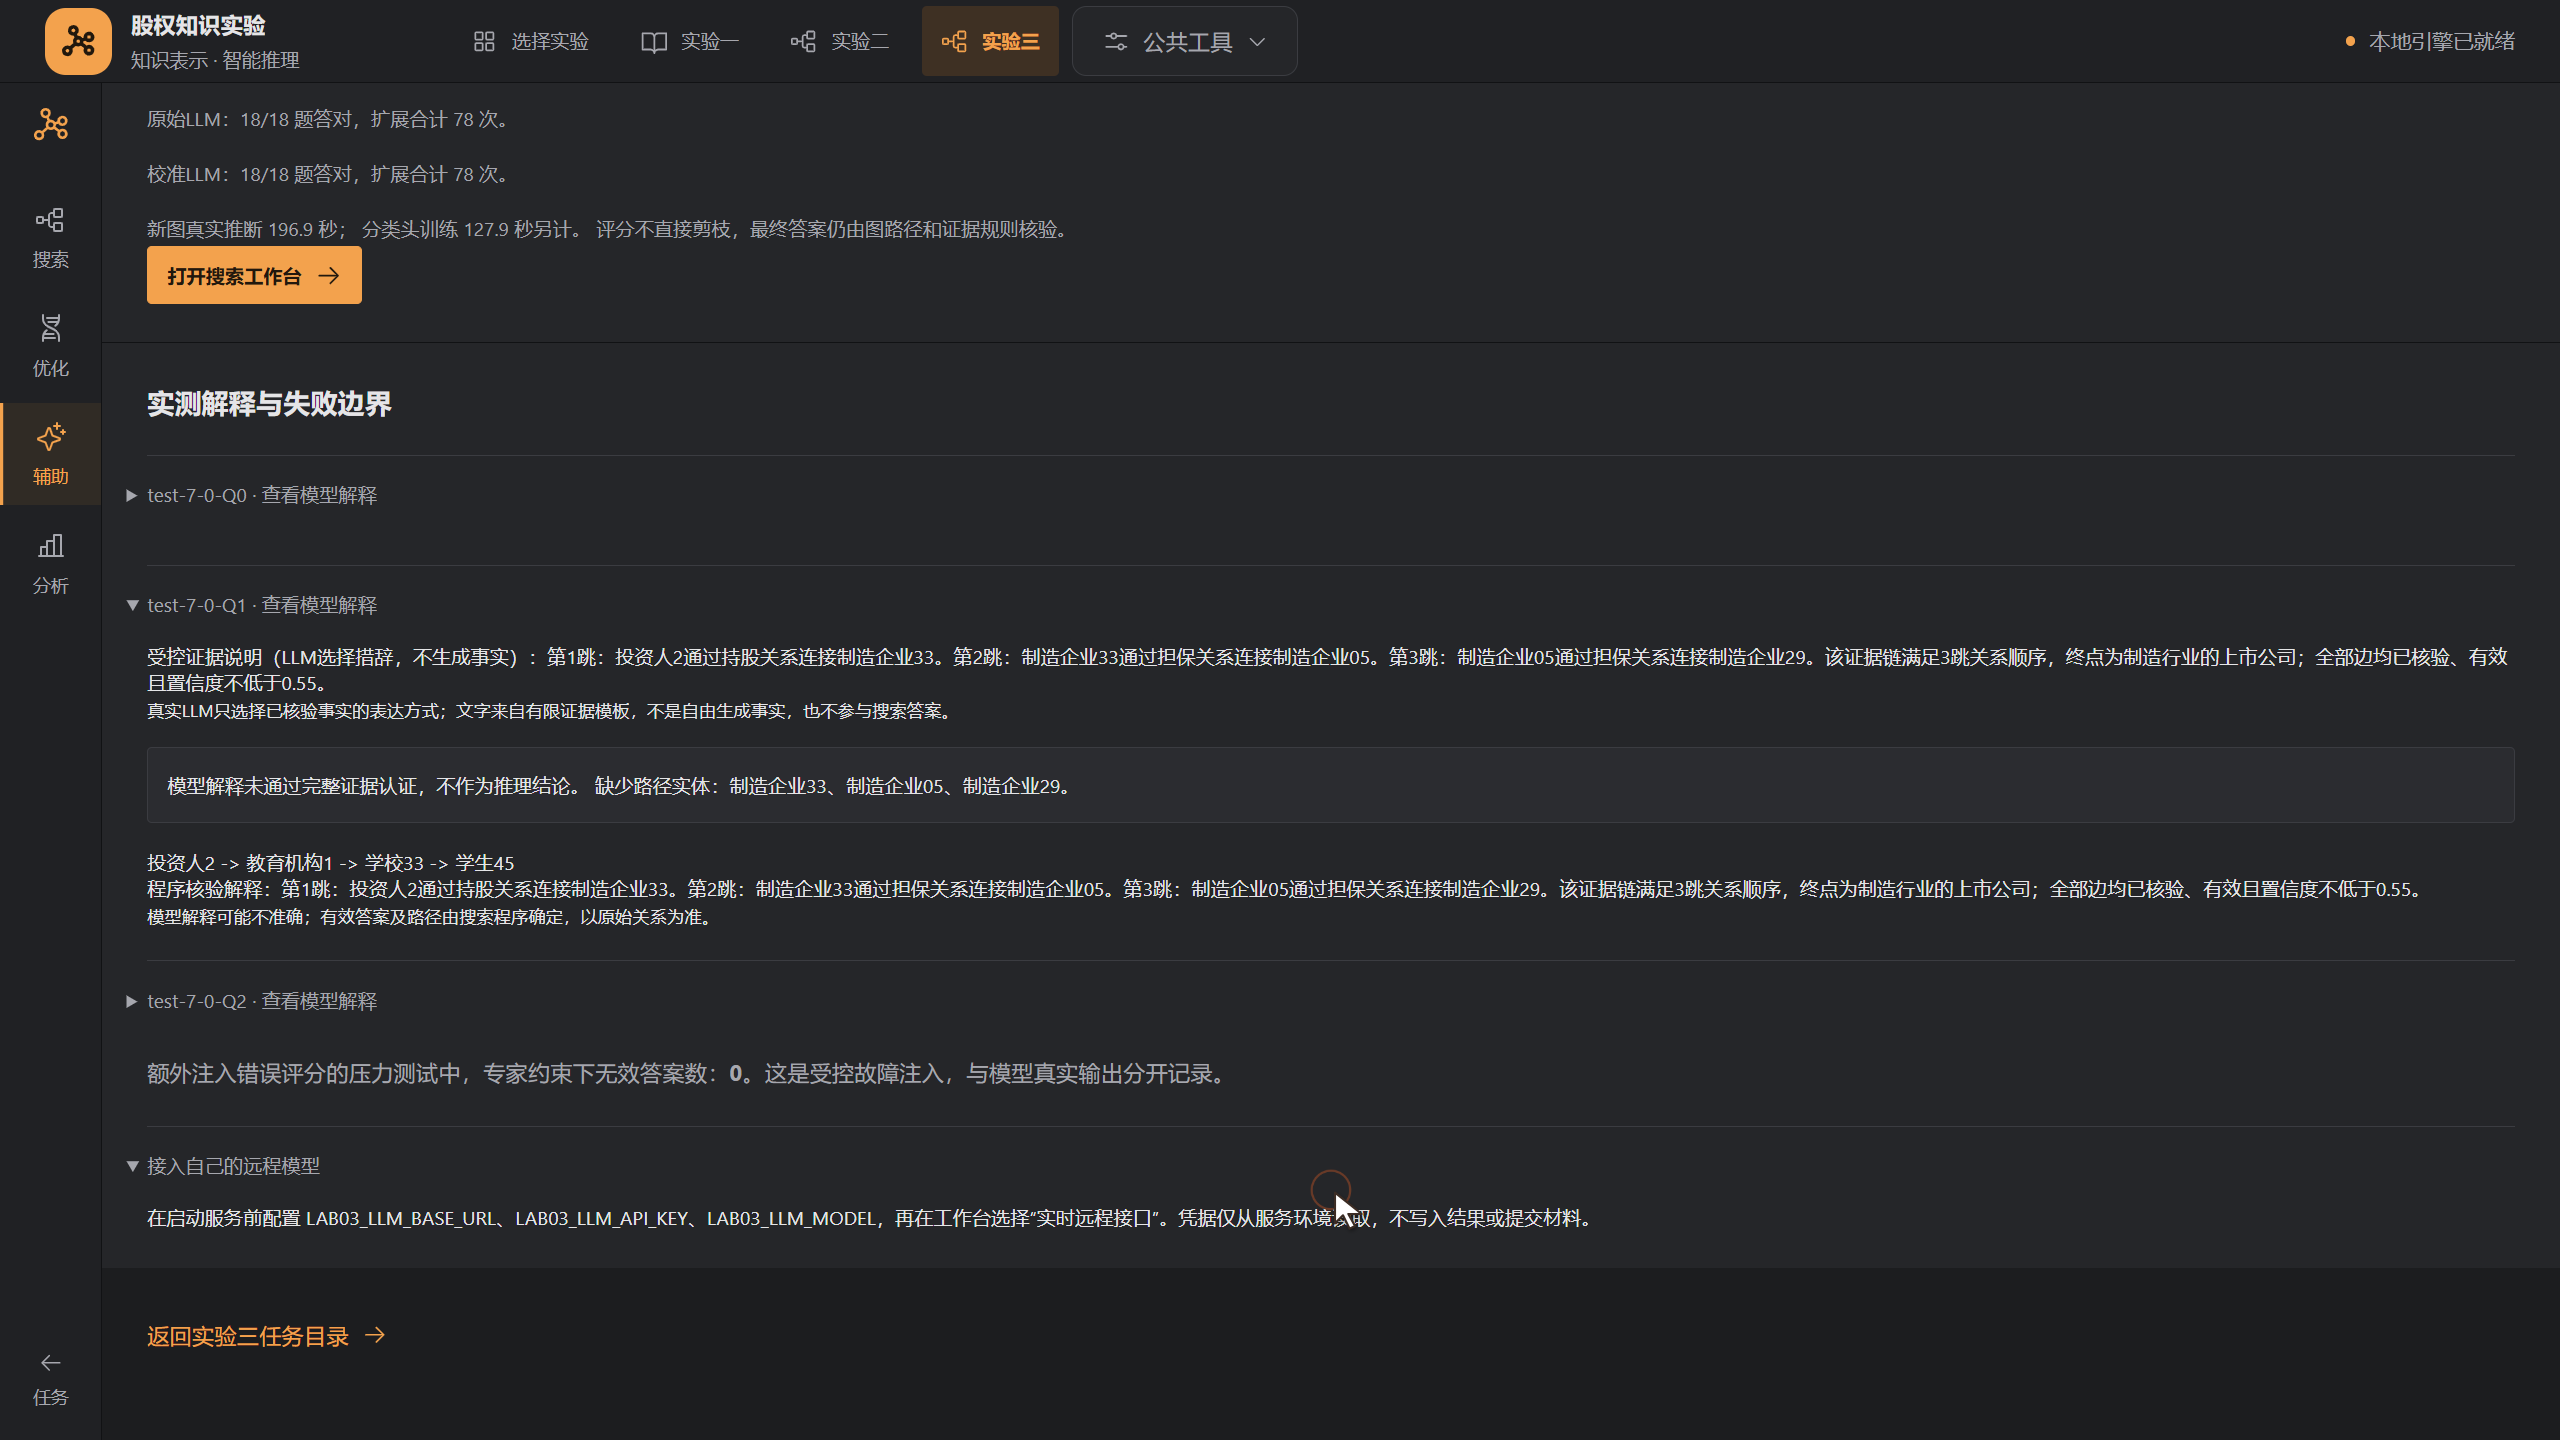 股权知识实验
知识表示 · 智能推理
选择实验
实验一
实验二
实验三
公共工具
本地引擎已就绪
搜索
优化
辅助
分析
任务
原始LLM：18/18 题答对，扩展合计 78 次。
校准LLM：18/18 题答对，扩展合计 78 次。
新图真实推断 196.9 秒； 分类头训练 127.9 秒另计。 评分不直接剪枝，最终答案仍由图路径和证据规则核验。
打开搜索工作台
实测解释与失败边界
test-7-0-Q0 · 查看模型解释
test-7-0-Q1 · 查看模型解释
受控证据说明（LLM选择措辞，不生成事实）：第1跳：投资人2通过持股关系连接制造企业33。第2跳：制造企业33通过担保关系连接制造企业05。第3跳：制造企业05通过担保关系连接制造企业29。该证据链满足3跳关系顺序，终点为制造行业的上市公司；全部边均已核验、有效
且置信度不低于0.55。
真实LLM只选择已核验事实的表达方式；文字来自有限证据模板，不是自由生成事实，也不参与搜索答案。
模型解释未通过完整证据认证，不作为推理结论。 缺少路径实体：制造企业33、制造企业05、制造企业29。
投资人2 -> 教育机构1 -> 学校33 -> 学生45
程序核验解释：第1跳：投资人2通过持股关系连接制造企业33。第2跳：制造企业33通过担保关系连接制造企业05。第3跳：制造企业05通过担保关系连接制造企业29。该证据链满足3跳关系顺序，终点为制造行业的上市公司；全部边均已核验、有效且置信度不低于0.55。
模型解释可能不准确；有效答案及路径由搜索程序确定，以原始关系为准。
test-7-0-Q2 · 查看模型解释
额外注入错误评分的压力测试中，专家约束下无效答案数：0。这是受控故障注入，与模型真实输出分开记录。
接入自己的远程模型
在启动服务前配置 LAB03_LLM_BASE_URL、LAB03_LLM_API_KEY、LAB03_LLM_MODEL，再在工作台选择“实时远程接口”。凭据仅从服务环境取，不写入结果或提交材料。
返回实验三任务目录